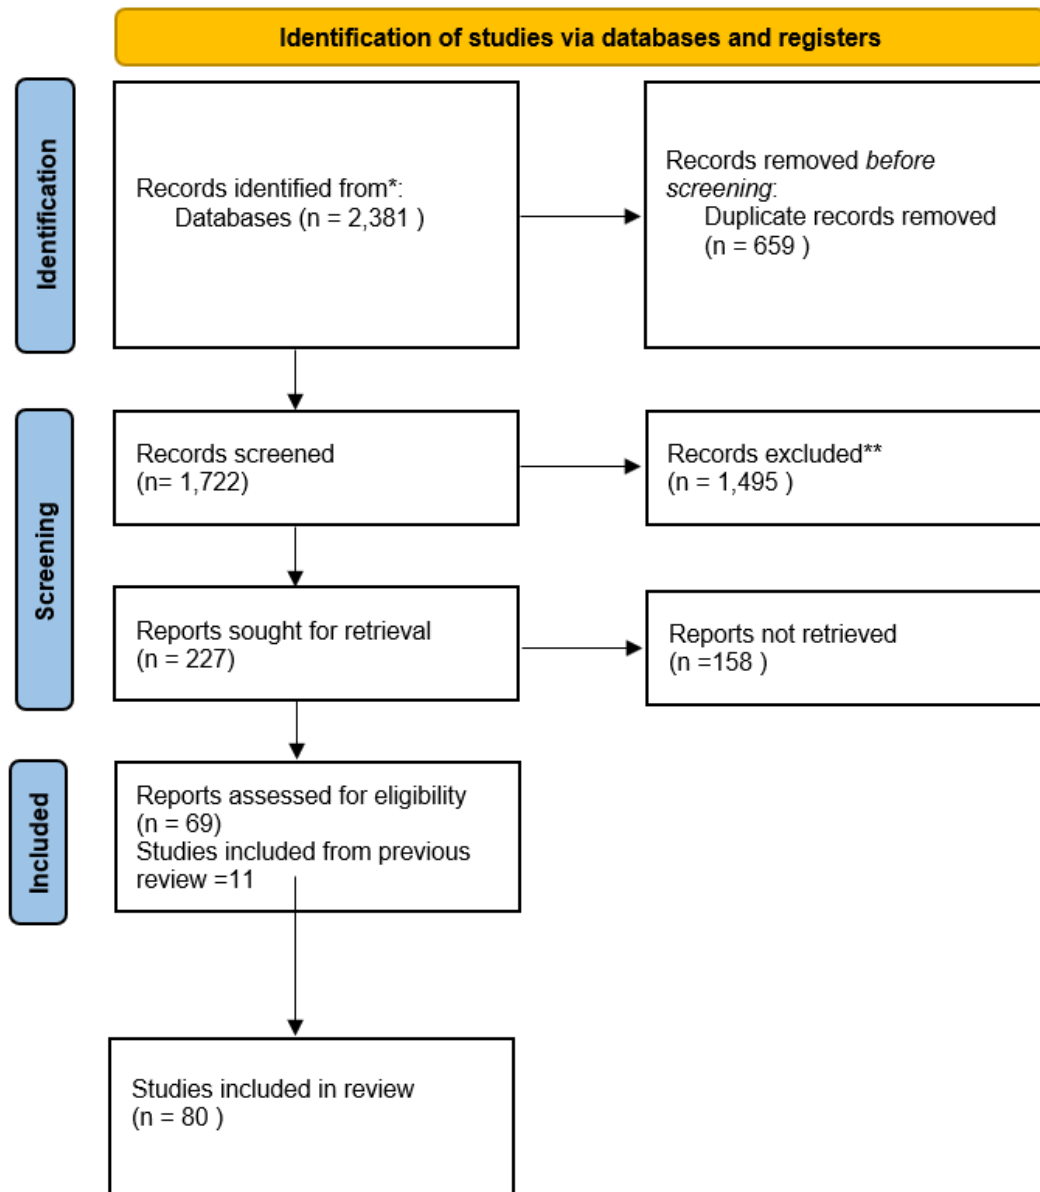 Identification of studies via databases and registers
Identification
Records identified from*:
Databases (n = 2,381 )
Records removed before
screening:
Duplicate records removed
(n = 659 )
Screening
Records screened
(n= 1,722)
Records excluded**
(n = 1,495 )
Reports sought for retrieval
(n = 227)
Reports not retrieved
(n =158 )
Included
Reports assessed for eligibility
(n = 69)
Studies included from previous
review =11
Studies included in review
(n = 80 )